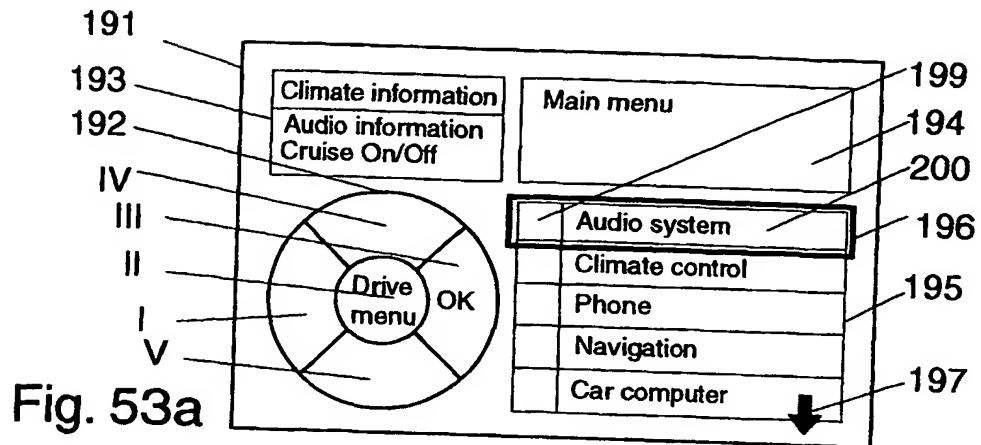 191
193
192
IV
III
II
I
V
Fig. 53a
Climate information
Audio information
Cruise On/Off
Drive
menu
OK
Main menu
Audio system
Climate control
Phone
Navigation
Car computer
199
194
200
196
195
197